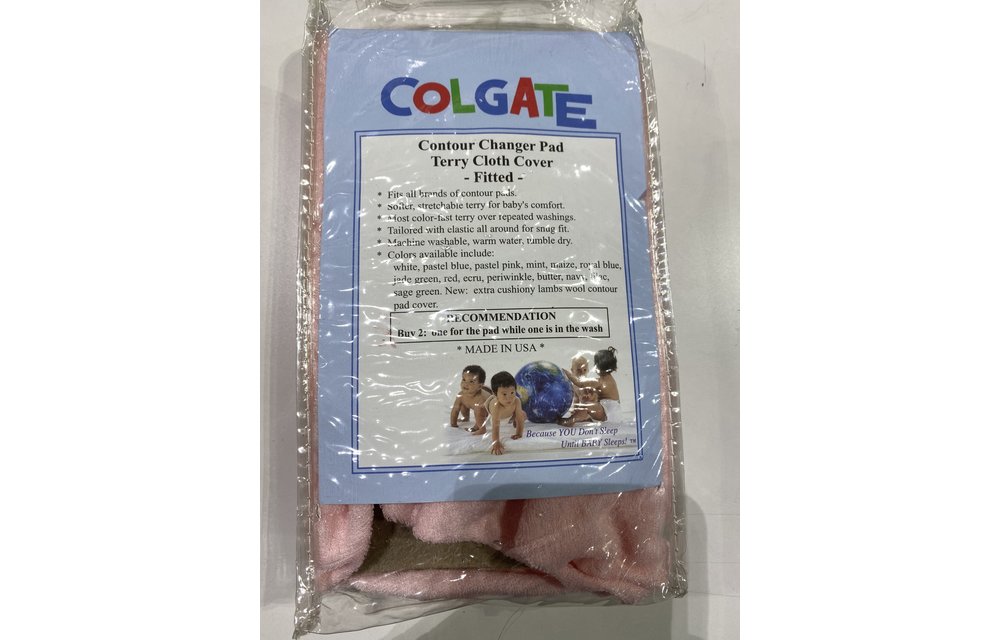 COLGATE
Contour Changer Pad
Terry Cloth Cover
- Fitted -
* Fits all brands of contour pads.
* Softer, stretchable terry for baby's comfort.
* Most color-fast terry over repeated washings.
* Tailored with elastic all around for snug fit.
* Machine washable, warm water, tumble dry.
* Colors available include:
white, pastel blue, pastel pink, mint, maize, royal blue,
jade green, red, ecru, periwinkle, butter, navy,
sage green. New: extra cushiony lambs wool contour
pad cover.
RECOMMENDATION
Buy 2: one for the pad while one is in the wash
* MADE IN USA *
Because YOU Don't Sleep
Until BABY Sleeps! ™